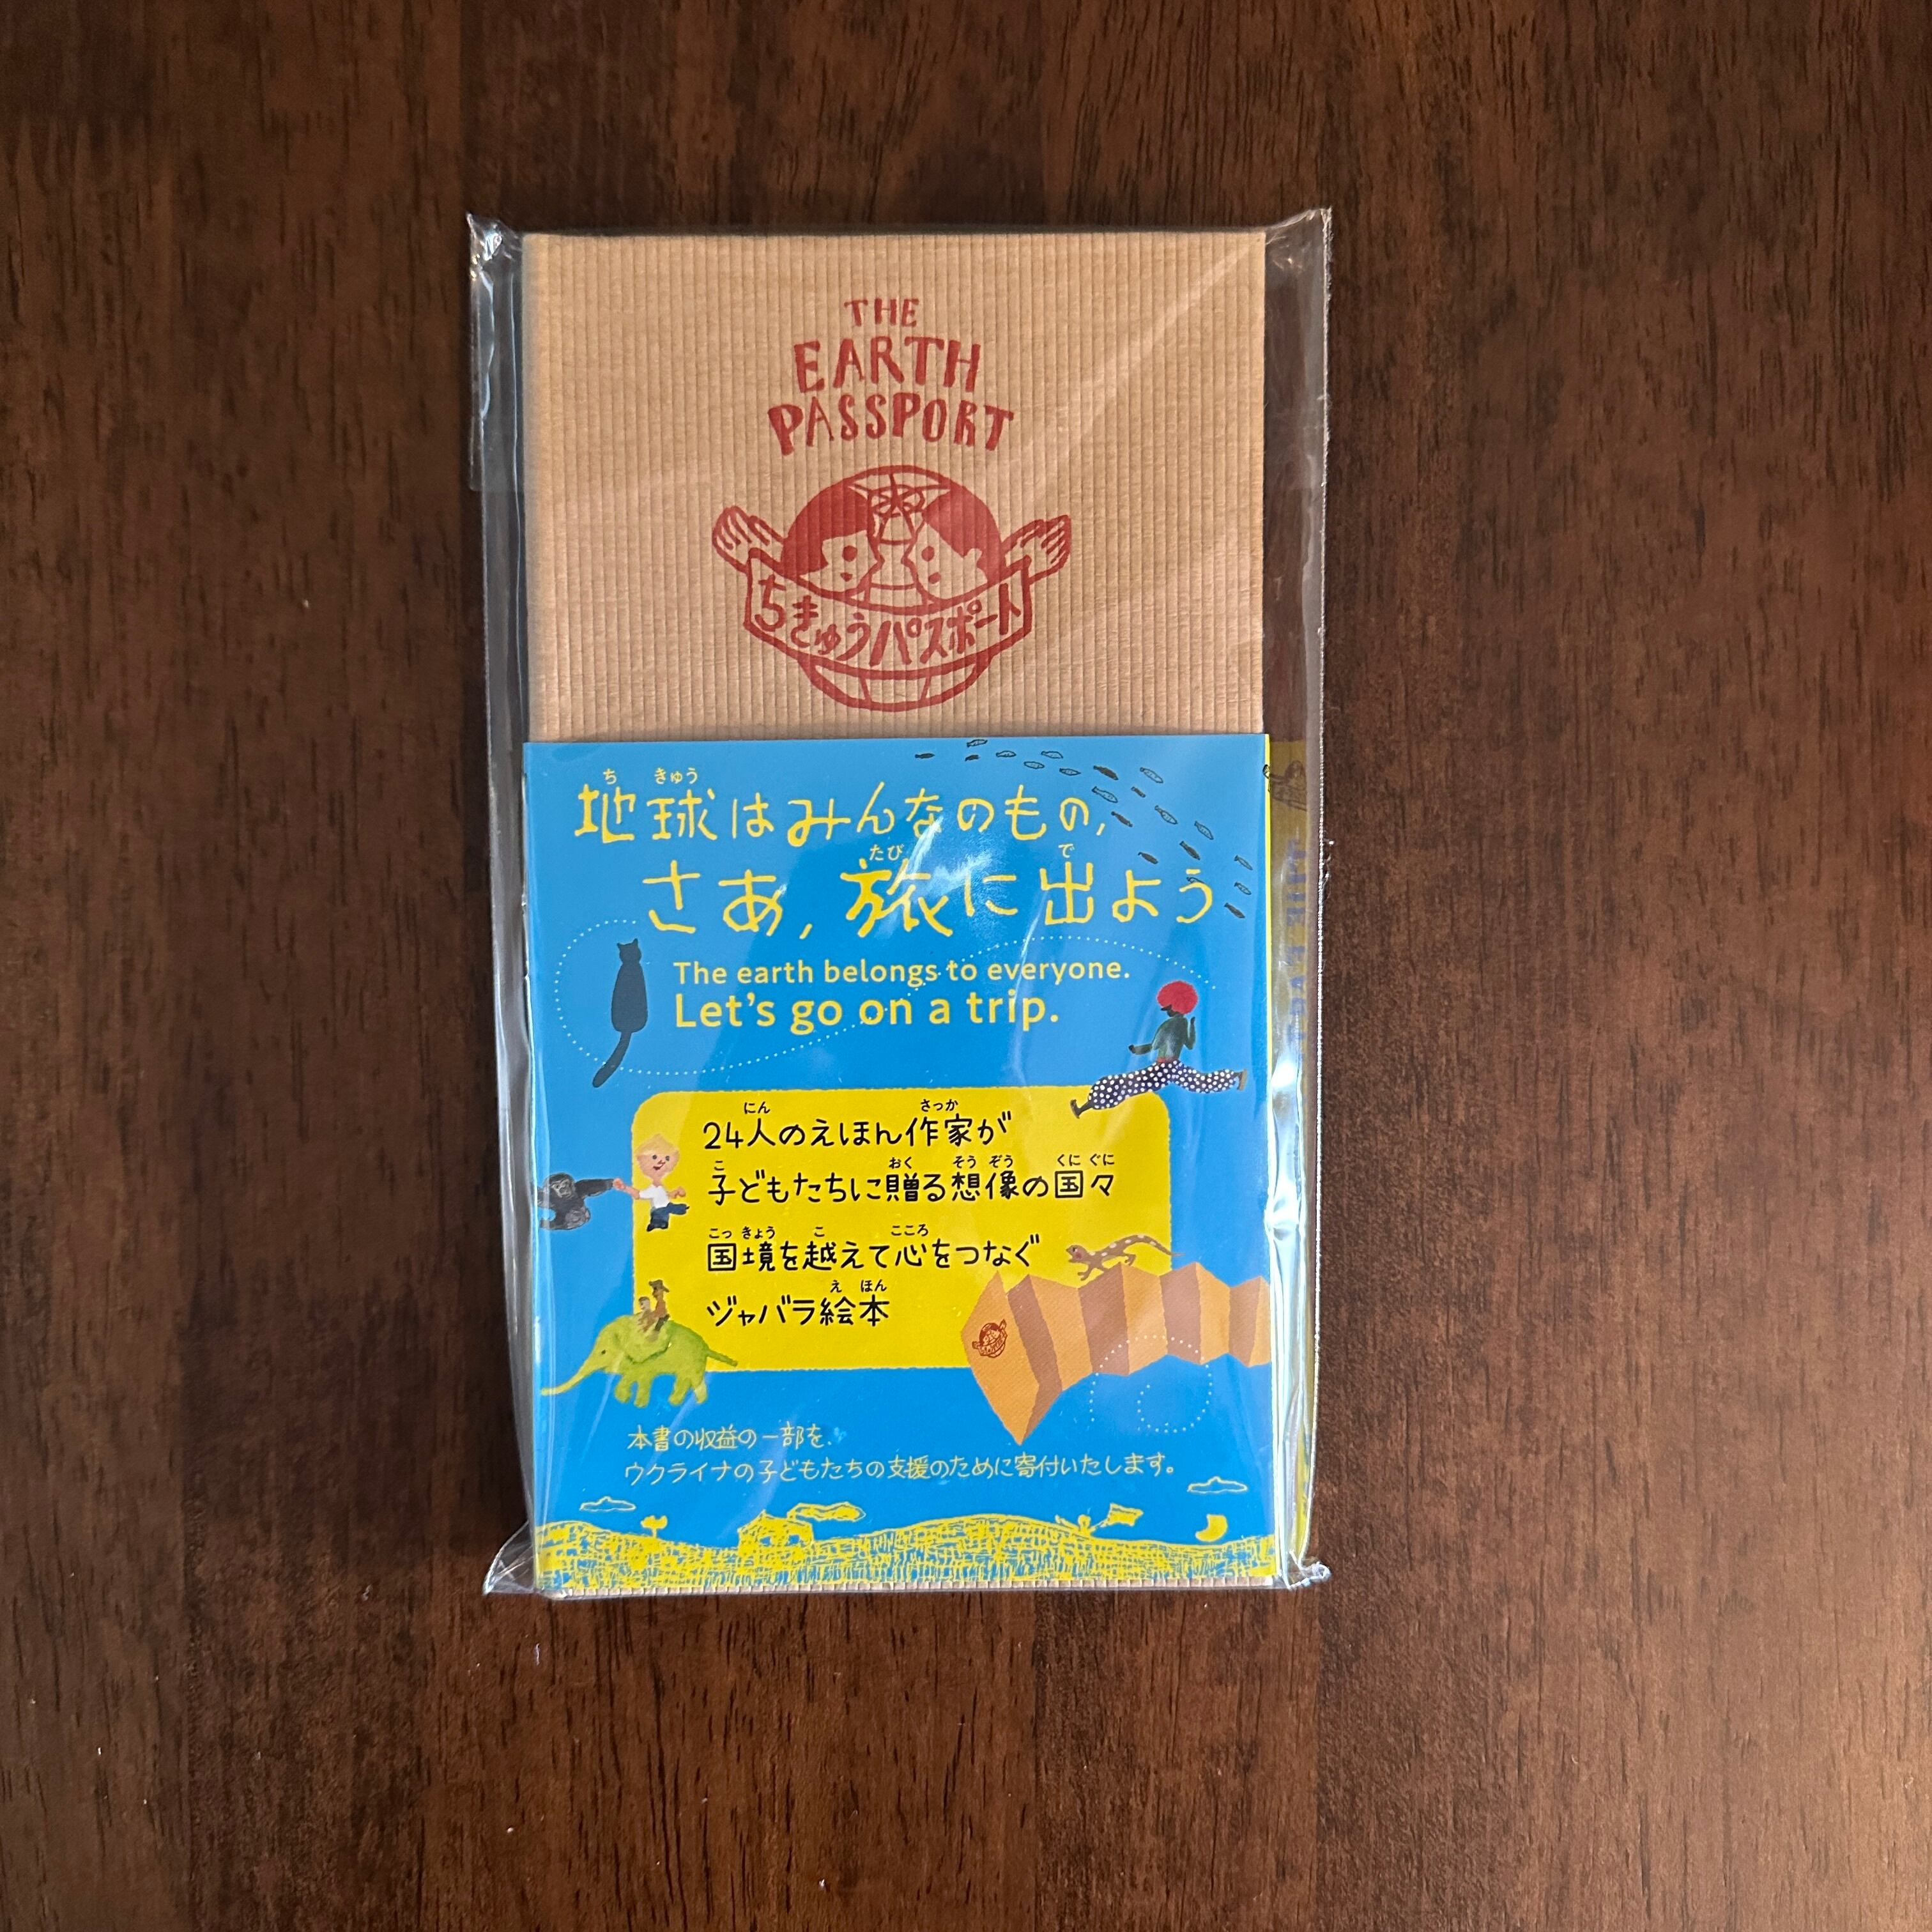 THE
EARTH
PASSPORT
ちきゅうパスポート
地球はみんなのもの,
さあ,旅に出よう
The earth belongs to everyone.
Let's go on a trip.
24人のえほん作家が
子どもたちに贈る想像の国々
国境を越えて心をつなぐ
ジャバラ絵本
本書の収益の一部を、
ウクライナの子どもたちの支援のために寄付いたします。